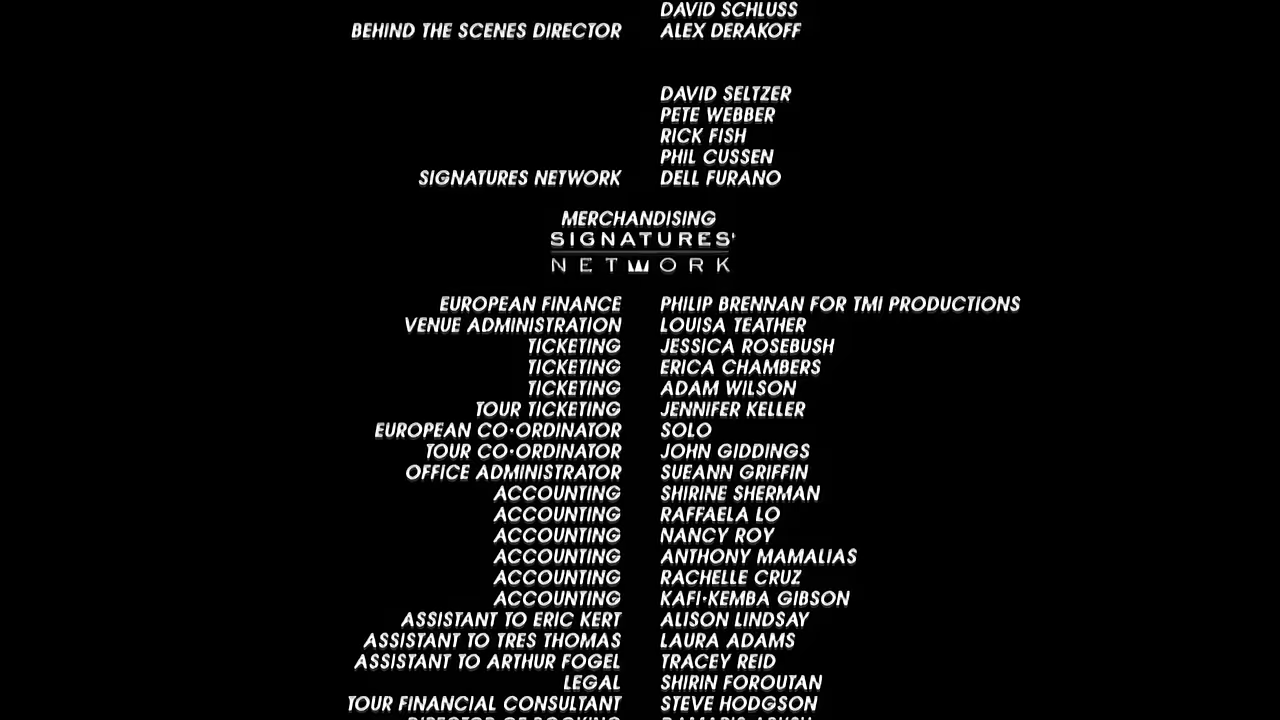 DAVID SCHLUSS
BEHIND THE SCENES DIRECTOR ALEX DERAKOFF
DAVID SELTZER
PETE WEBBER
RICK FISH
PHIL CUSSEN
SIGNATURES NETWORK DELL FURANO
MERCHANDISING
SIGNATURES'
NETWORK
EUROPEAN FINANCE PHILIP BRENNAN FOR TMI PRODUCTIONS
VENUE ADMINISTRATION LOUISA TEATHER
TICKETING JESSICA ROSEBUSH
TICKETING ERICA CHAMBERS
TICKETING ADAM WILSON
TOUR TICKETING JENNIFER KELLER
EUROPEAN CO·ORDINATOR SOLO
TOUR CO·ORDINATOR JOHN GIDDINGS
OFFICE ADMINISTRATOR SUEANN GRIFFIN
ACCOUNTING SHIRINE SHERMAN
ACCOUNTING RAFFAELA LO
ACCOUNTING NANCY ROY
ACCOUNTING ANTHONY MAMALIAS
ACCOUNTING RACHELLE CRUZ
ACCOUNTING KAFI·KEMBA GIBSON
ASSISTANT TO ERIC KERT ALISON LINDSAY
ASSISTANT TO TRES THOMAS LAURA ADAMS
ASSISTANT TO ARTHUR FOGEL TRACEY REID
LEGAL SHIRIN FOROUTAN
TOUR FINANCIAL CONSULTANT STEVE HODGSON
DIRECTOR OF BOOKING